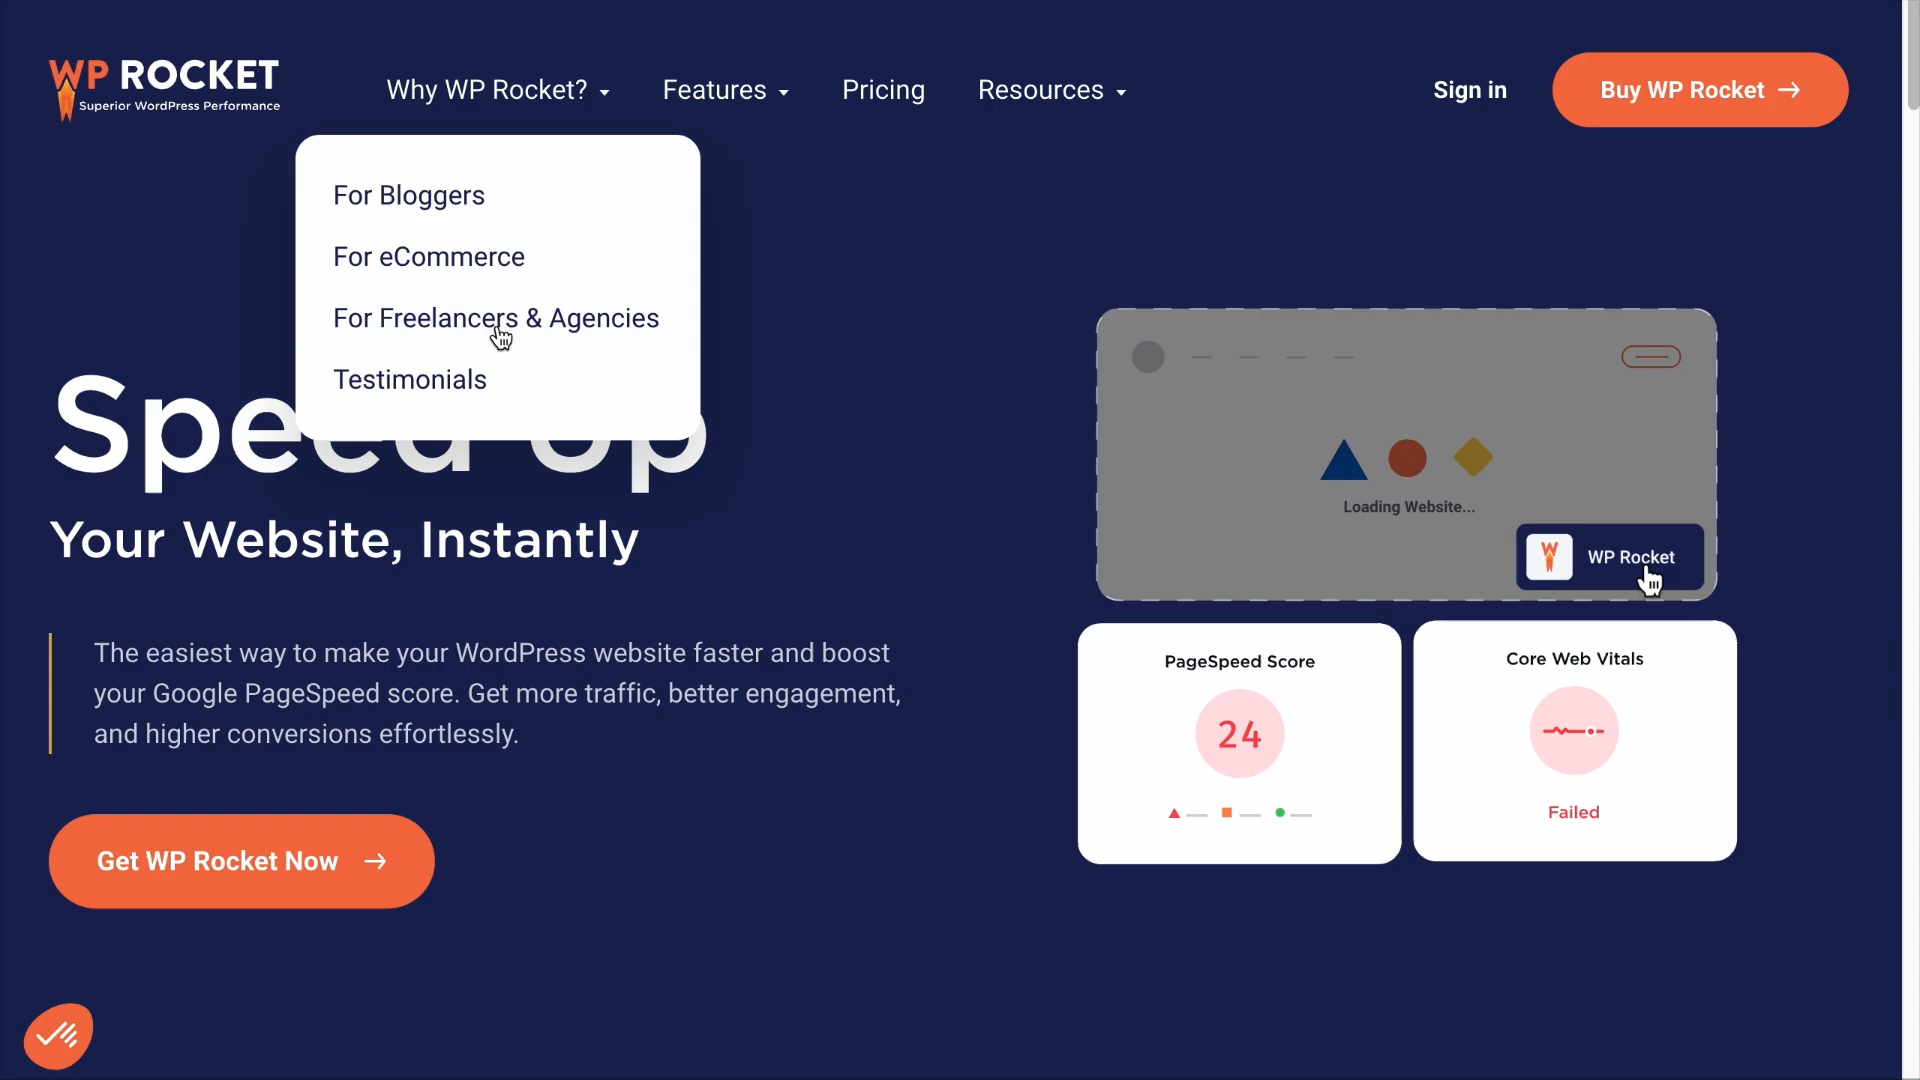 WP ROCKET
Superior WordPress Performance
Why WP Rocket?
Features
Pricing
Resources
Sign in
Buy WP Rocket
For Bloggers
For eCommerce
For Freelancers & Agencies
Testimonials
Speed Up
Your Website, Instantly
The easiest way to make your WordPress website faster and boost
your Google PageSpeed score. Get more traffic, better engagement,
and higher conversions effortlessly.
Get WP Rocket Now
Loading Website...
WP Rocket
PageSpeed Score
24
Core Web Vitals
Failed